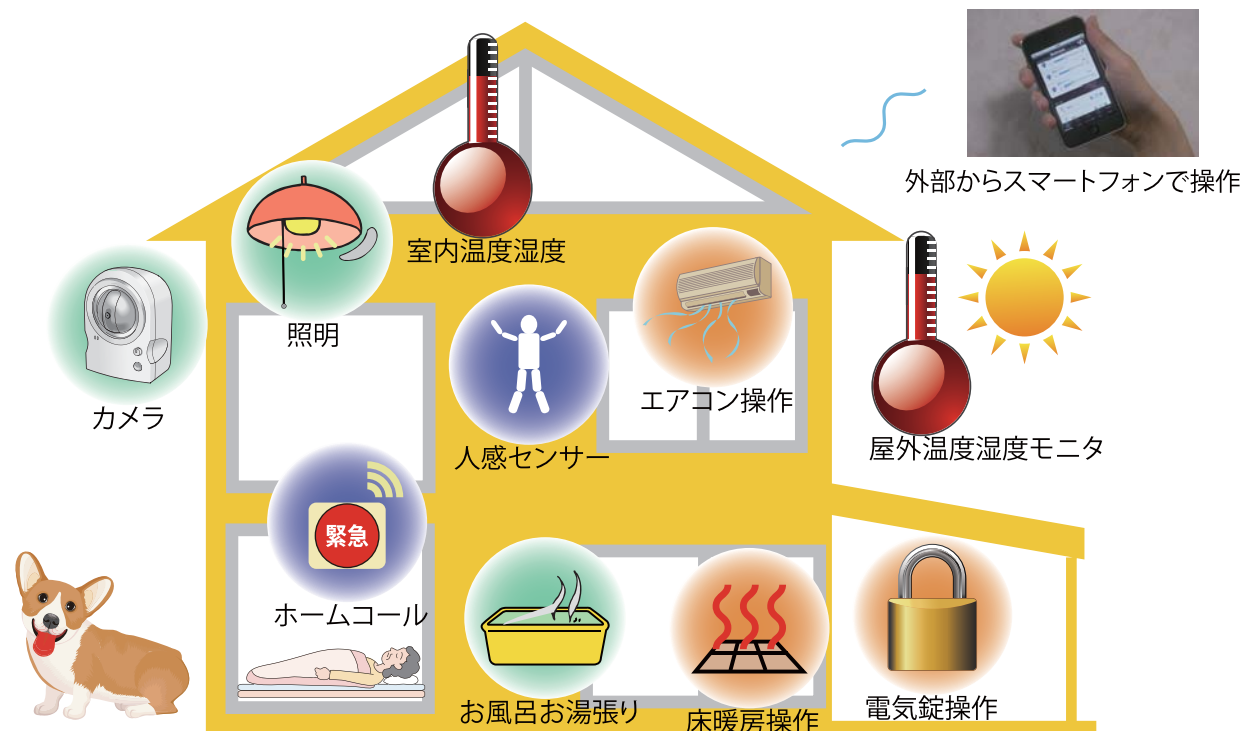 外部からスマートフォンで操作
室内温度湿度
照明
カメラ
エアコン操作
人感センサー
屋外温度湿度モニタ
緊急
ホームコール
お風呂お湯張り
床暖房操作
電気錠操作